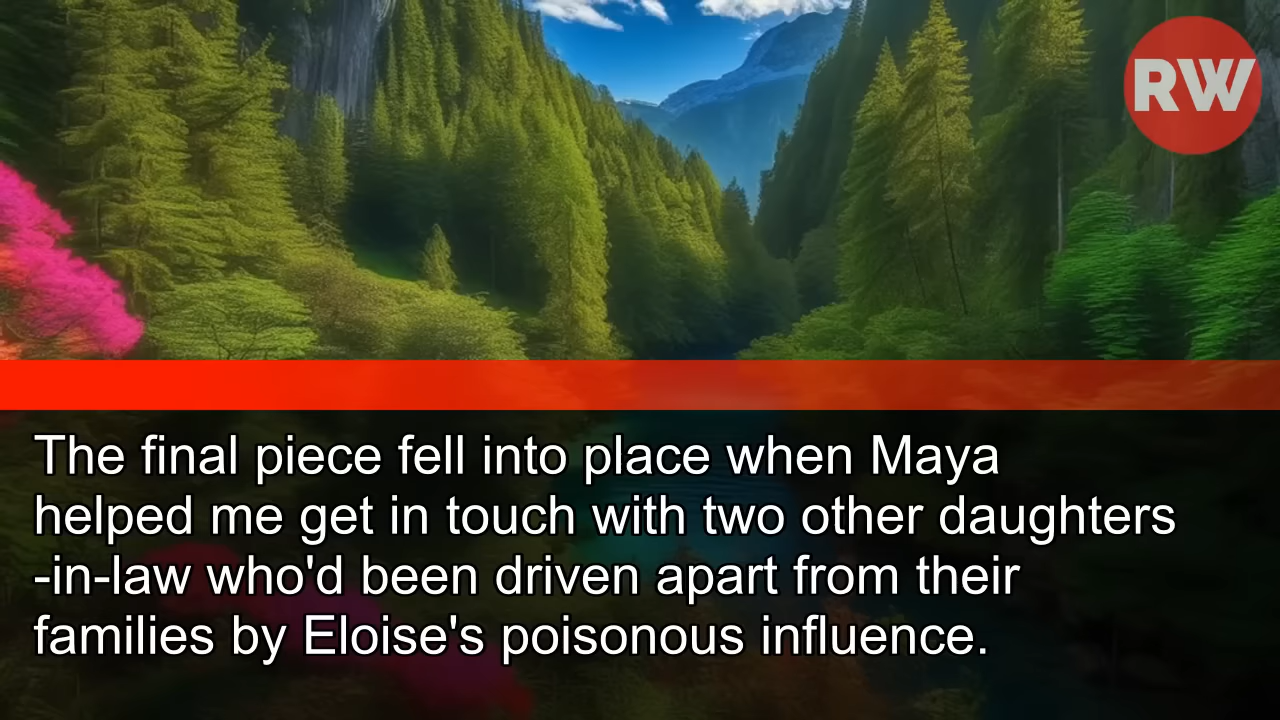 RW
The final piece fell into place when Maya
helped me get in touch with two other daughters
-in-law who'd been driven apart from their
families by Eloise's poisonous influence.